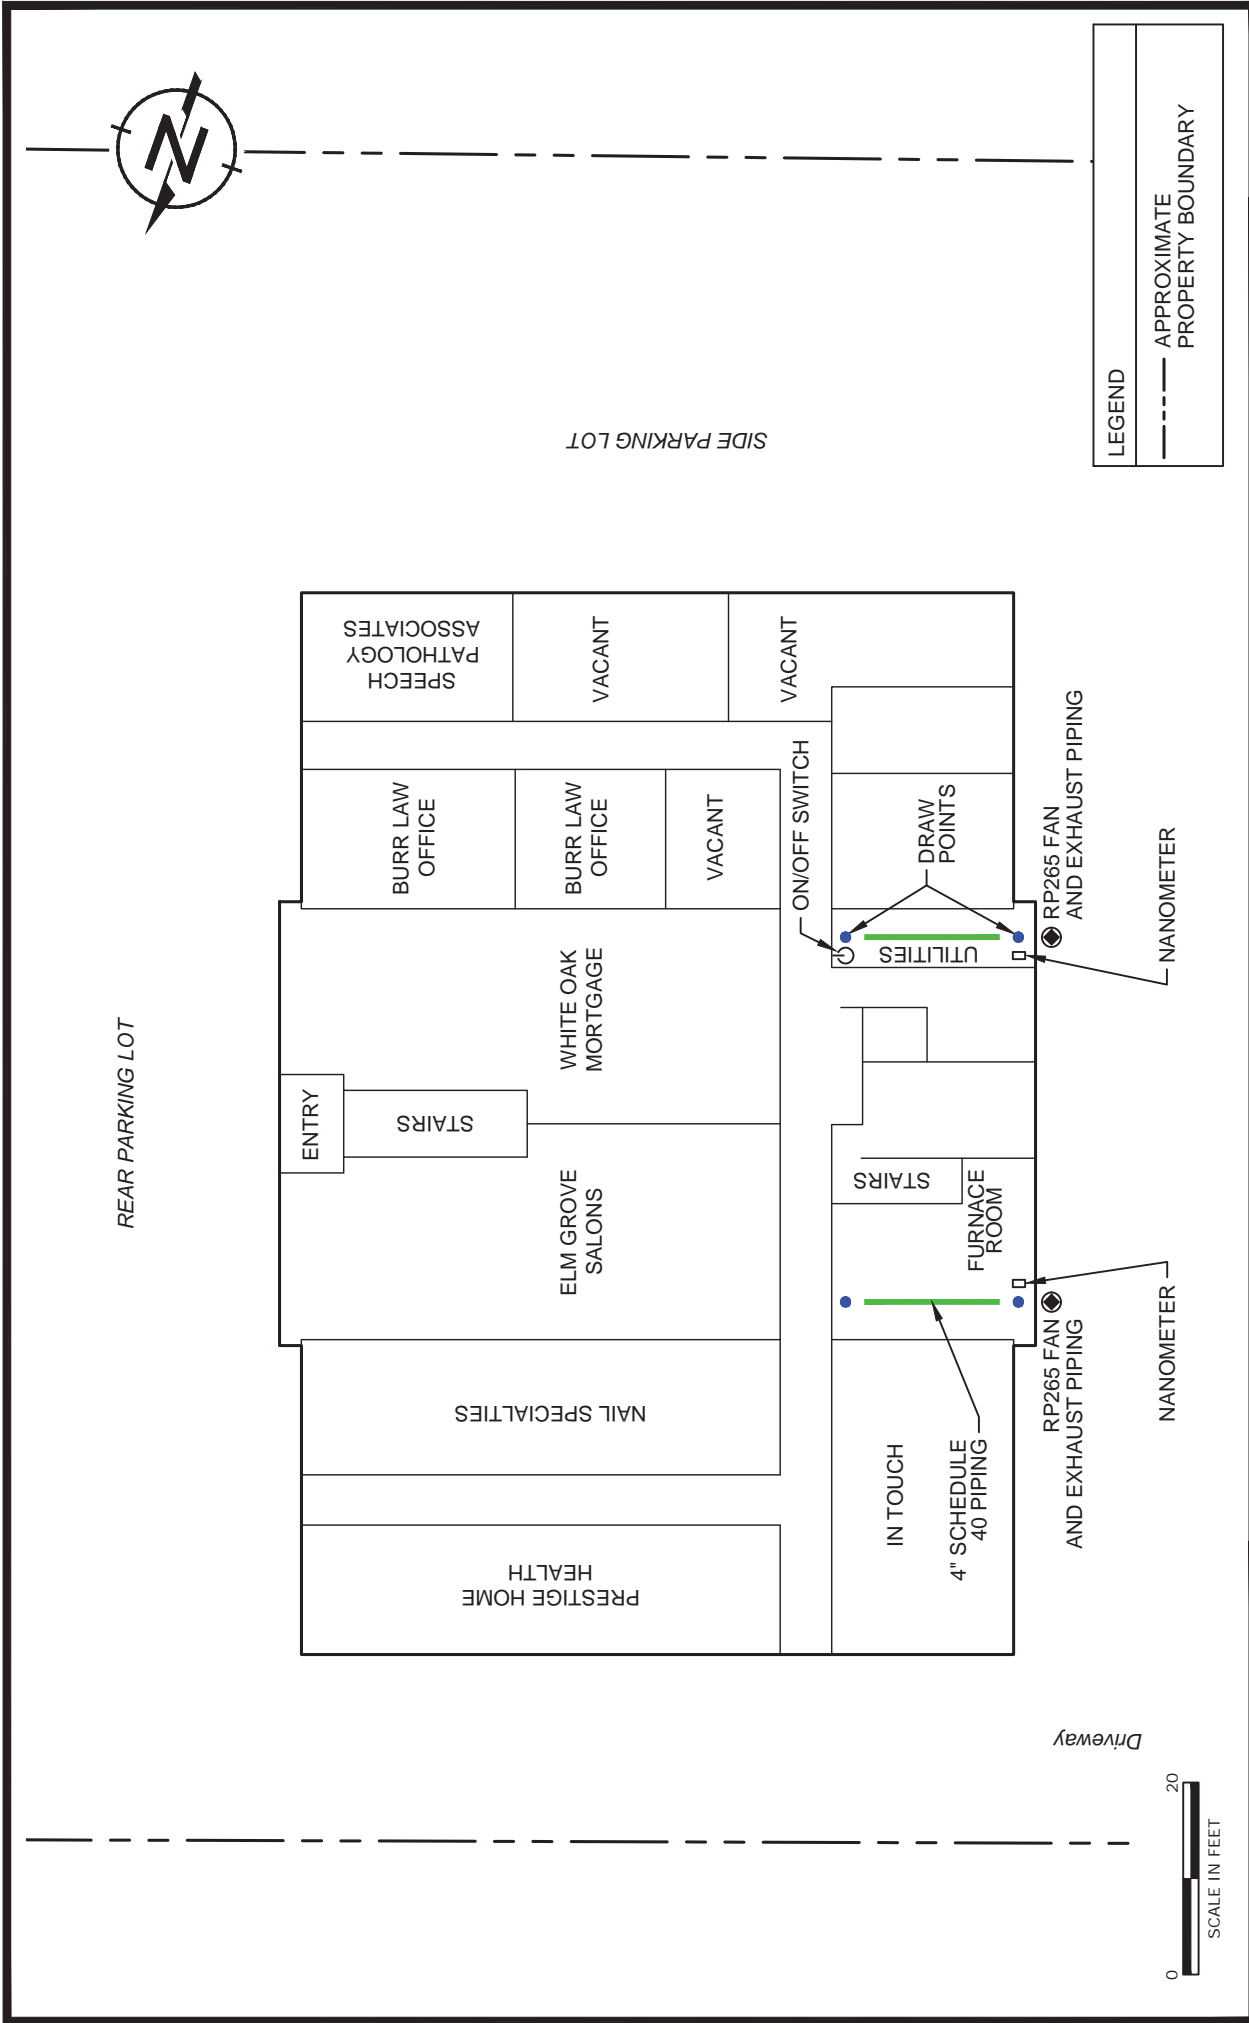 REAR PARKING LOT
N
ENTRY
STAIRS
PRESTIGE HOME
HEALTH
NAIL SPECIALTIES
ELM GROVE
SALONS
WHITE OAK
MORTGAGE
BURR LAW
OFFICE
BURR LAW
OFFICE
VACANT
SPEECH
PATHOLOGY
ASSOCIATES
VACANT
VACANT
SIDE PARKING LOT
ON/OFF SWITCH
IN TOUCH
4" SCHEDULE
40 PIPING
STAIRS
FURNACE
ROOM
UTILITIES
DRAW
POINTS
RP265 FAN
AND EXHAUST PIPING
RP265 FAN
AND EXHAUST PIPING
NANOMETER
NANOMETER
Driveway
0
20
SCALE IN FEET
LEGEND
APPROXIMATE
PROPERTY BOUNDARY